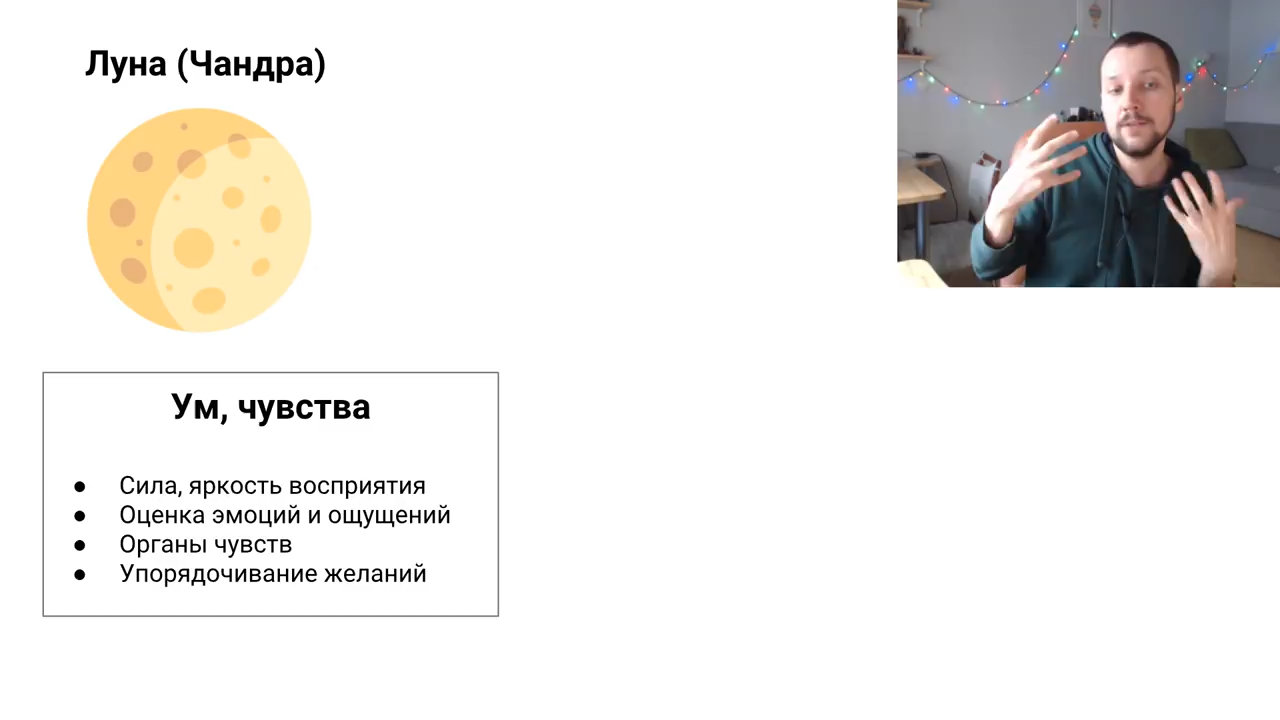 Луна (Чандра)
Ум, чувства
● Сила, яркость восприятия
● Оценка эмоций и ощущений
● Органы чувств
● Упорядочивание желаний